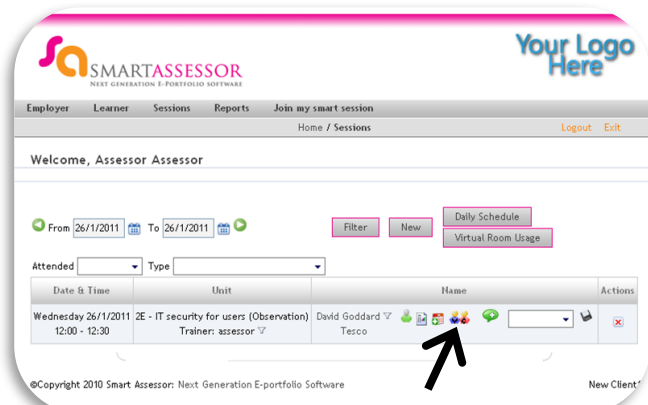 Sa SMARTASSESSOR
NEXT GENERATION E-PORTFOLIO SOFTWARE
Your Logo
Here
Employer Learner Sessions Reports Join my smart session
Home / Sessions Logout Exit
Welcome, Assessor Assessor
From 26/1/2011 To 26/1/2011 Filter New Daily Schedule
Virtual Room Usage
Attended Type
Date & Time Unit Name Actions
Wednesday 26/1/2011 2E - IT security for users (Observation) David Goddard
12:00 - 12:30 Trainer: assessor Tesco
©Copyright 2010 Smart Assessor: Next Generation E-portfolio Software New Client